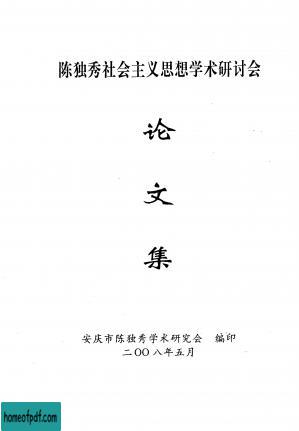 陈独秀社会主义思想学术研讨会
论
文
集
安庆市陈独秀学术研究会 编印
二〇〇八年五月
homeofpdf.com